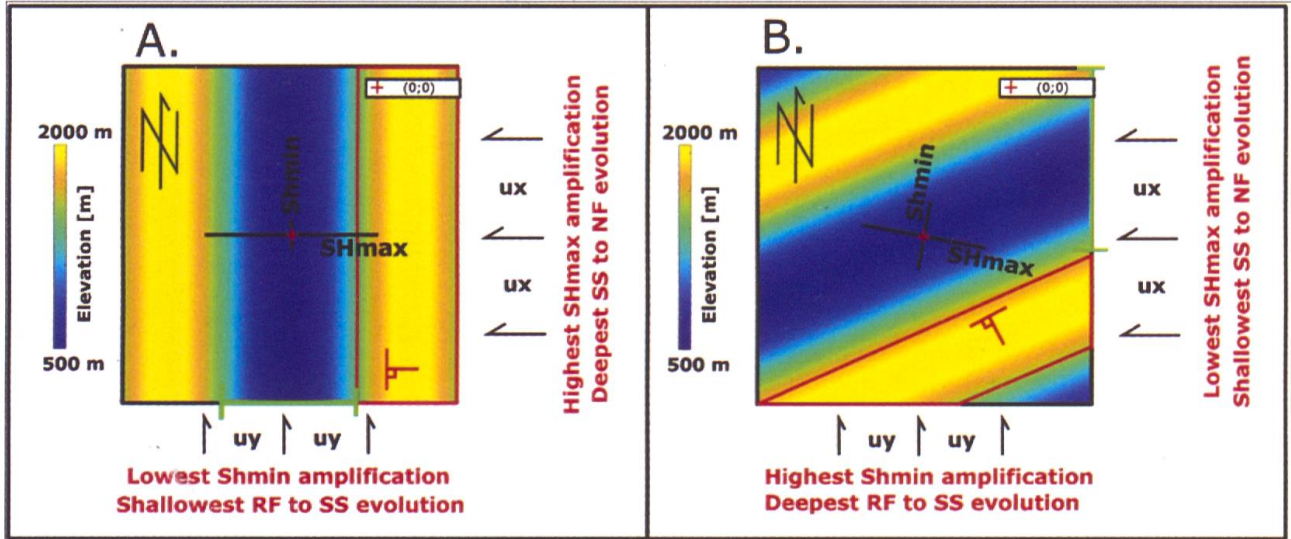 A.
(0;0)
2000 m
Elevation [m]
500 m
Shmin
SHmax
ux
ux
uy uy
Highest SHmax amplification
Deepest SS to NF evolution
Lowest Shmin amplification
Shallowest RF to SS evolution
B.
(0;0)
2000 m
Elevation [m]
500 m
Shmin
SHmax
ux
ux
uy uy
Lowest SHmax amplification
Shallowest SS to NF evolution
Highest Shmin amplification
Deepest RF to SS evolution